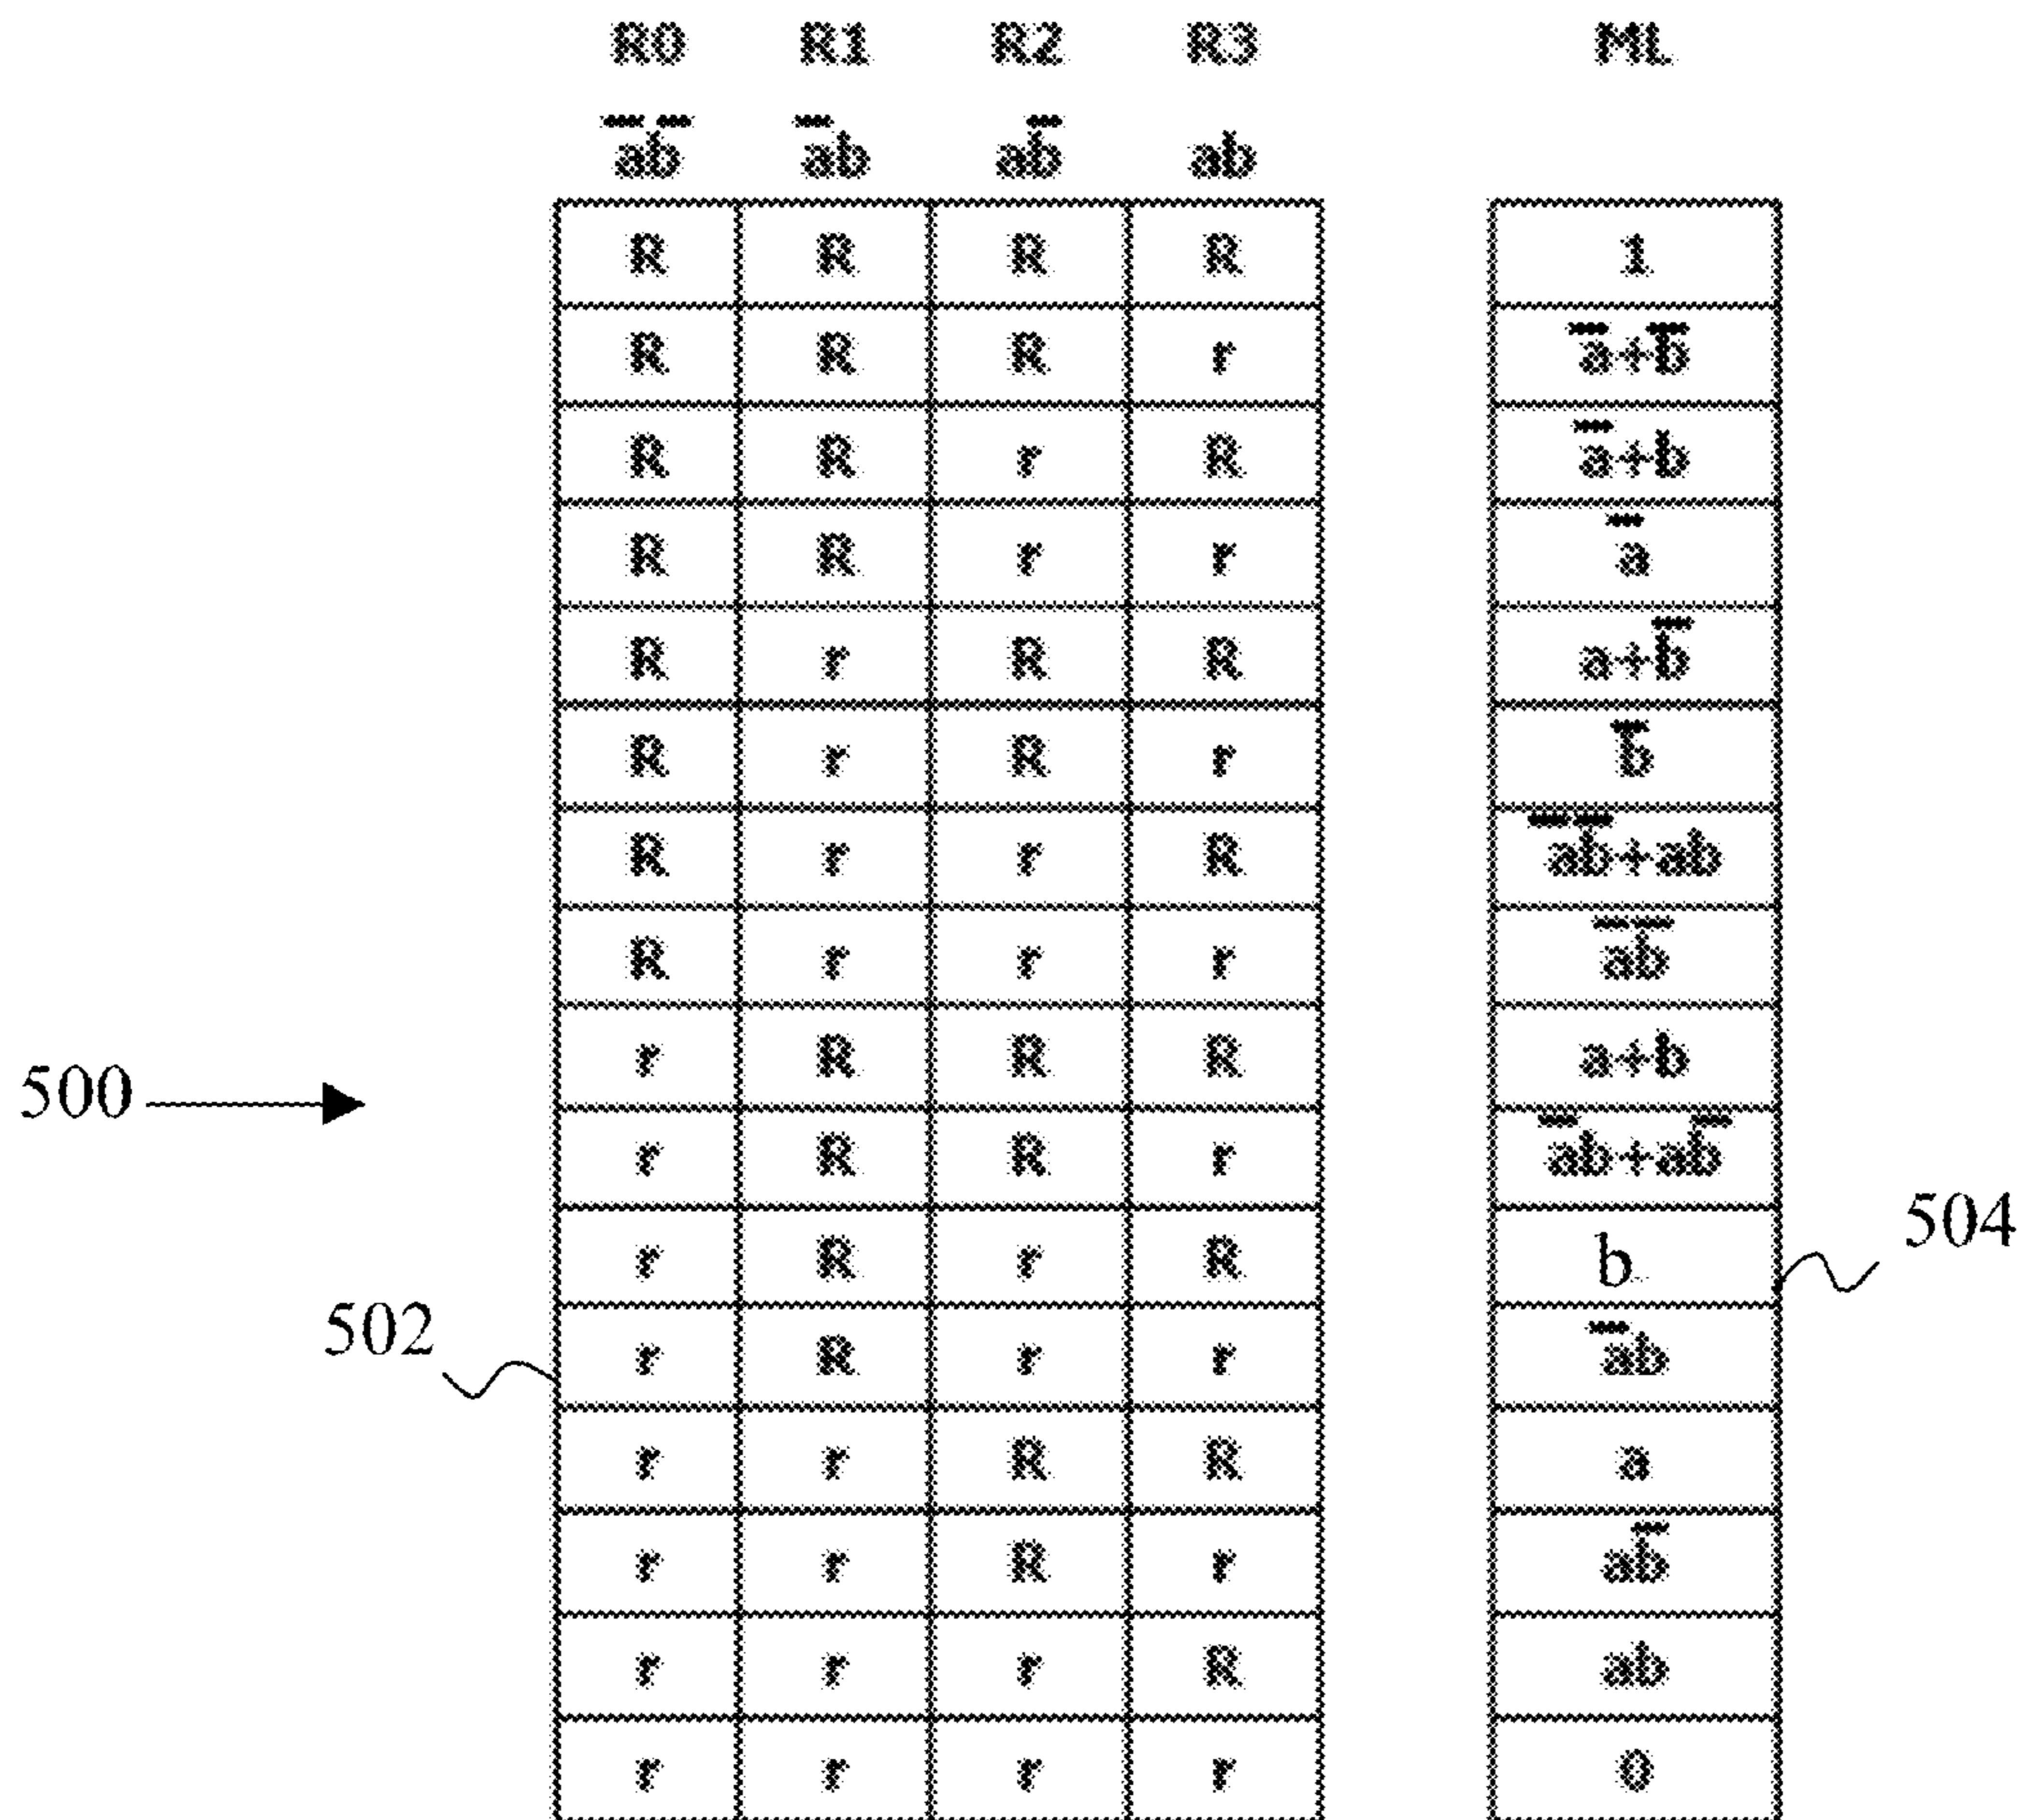 R0 R1 R2 R3 ML
a̅b̅ a̅b ab̅ ab
R R R R 1
R R R r a̅+b̅
R R r R a̅+b
R R r r a̅
R r R R a+b̅
R r R r b̅
R r r R a̅b̅+ab
R r r r a̅b̅
r R R R a+b
500
r R R r a̅b+ab̅
r R r R b
504
502
r R r r a̅b
r r R R a
r r R r ab̅
r r r R ab
r r r r 0